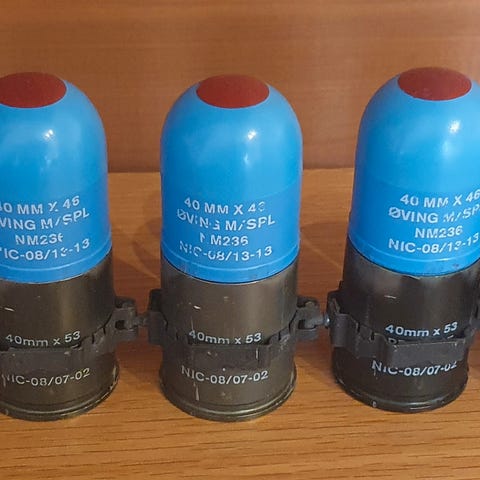 40 MM X 46
ØVING M/SPL
NM236
NIC-08/13-13
40mm x 53
NIC-08/07-02
40 MM X 46
ØVING M/SPL
NM236
NIC-08/13-13
40mm x 53
NIC-08/07-02
40 MM X 46
ØVING M/SPL
NM236
NIC-08/13-13
40mm x 53
NIC-08/07-02